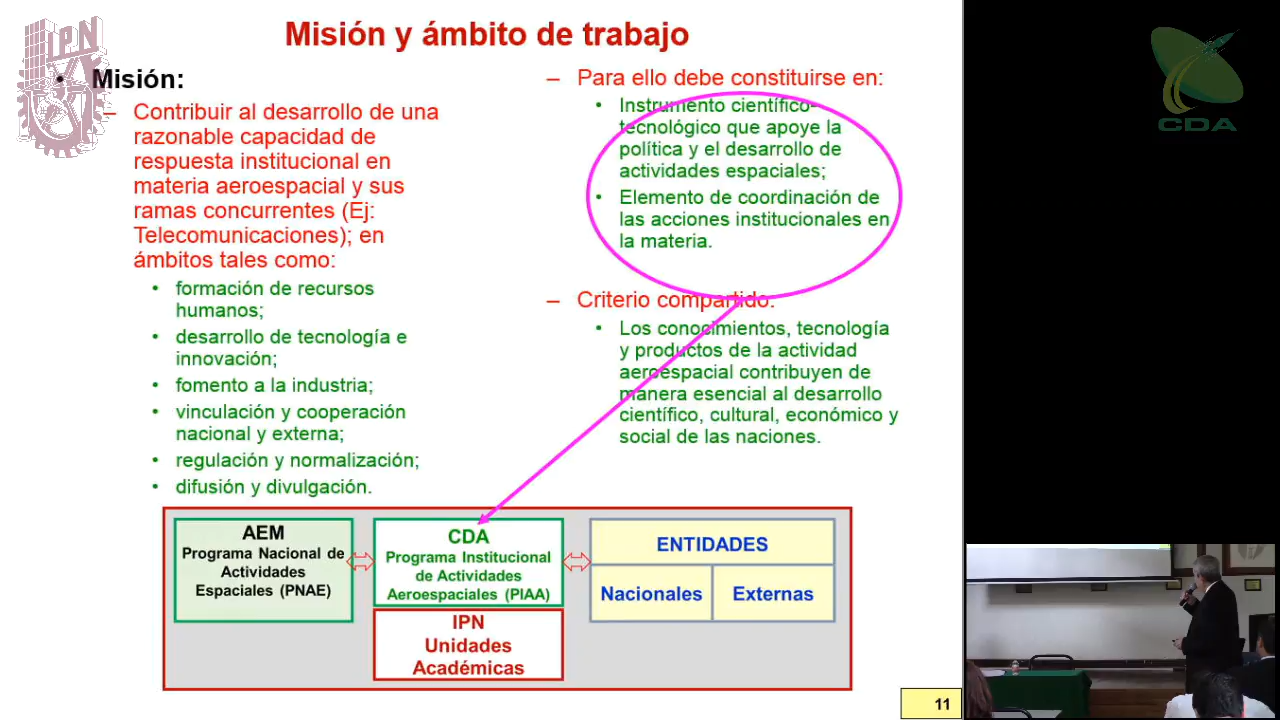 Misión y ámbito de trabajo
IPN
• Misión:
– Contribuir al desarrollo de una
razonable capacidad de
respuesta institucional en
materia aeroespacial y sus
ramas concurrentes (Ej:
Telecomunicaciones); en
ámbitos tales como:
• formación de recursos
humanos;
• desarrollo de tecnología e
innovación;
• fomento a la industria;
• vinculación y cooperación
nacional y externa;
• regulación y normalización;
• difusión y divulgación.
– Para ello debe constituirse en:
• Instrumento científico-
tecnológico que apoye la
política y el desarrollo de
actividades espaciales;
• Elemento de coordinación de
las acciones institucionales en
la materia.
– Criterio compartido:
• Los conocimientos, tecnología
y productos de la actividad
aeroespacial contribuyen de
manera esencial al desarrollo
científico, cultural, económico y
social de las naciones.
AEM
Programa Nacional de
Actividades
Espaciales (PNAE)
CDA
Programa Institucional
de Actividades
Aeroespaciales (PIAA)
IPN
Unidades
Académicas
ENTIDADES
Nacionales
Externas
11
CDA